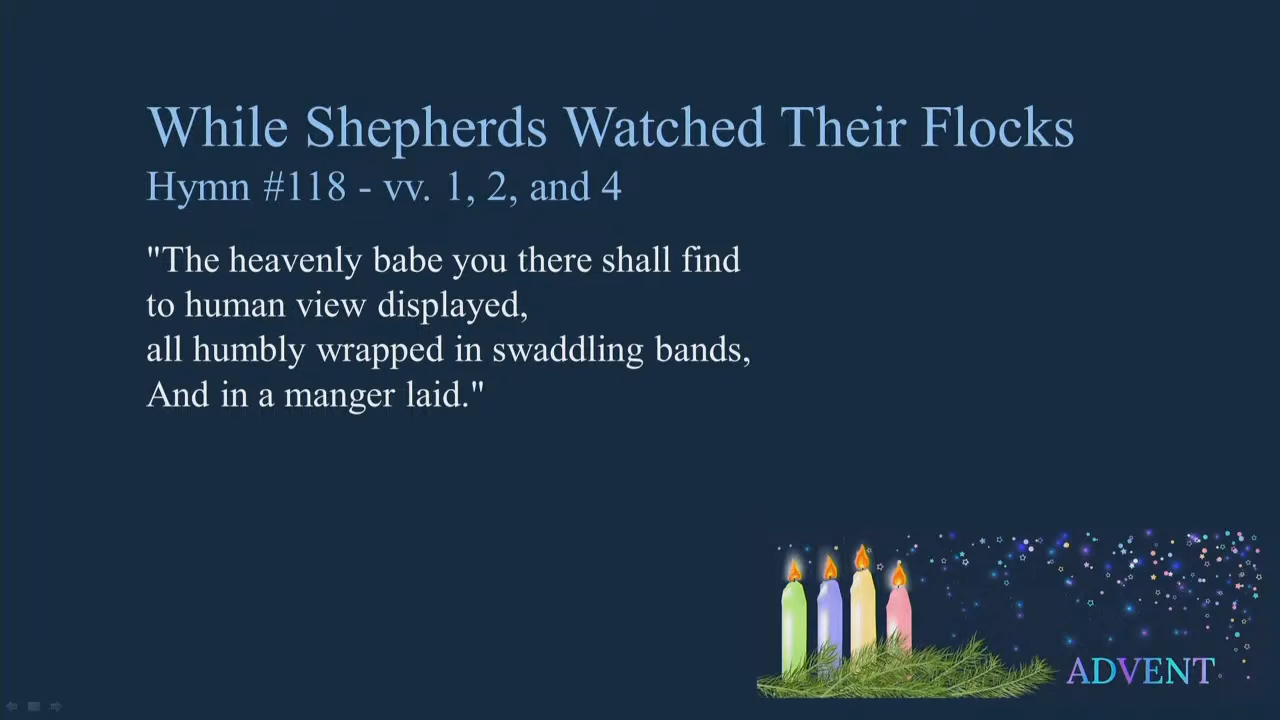 While Shepherds Watched Their Flocks
Hymn #118 - vv. 1, 2, and 4
"The heavenly babe you there shall find
to human view displayed,
all humbly wrapped in swaddling bands,
And in a manger laid."
ADVENT